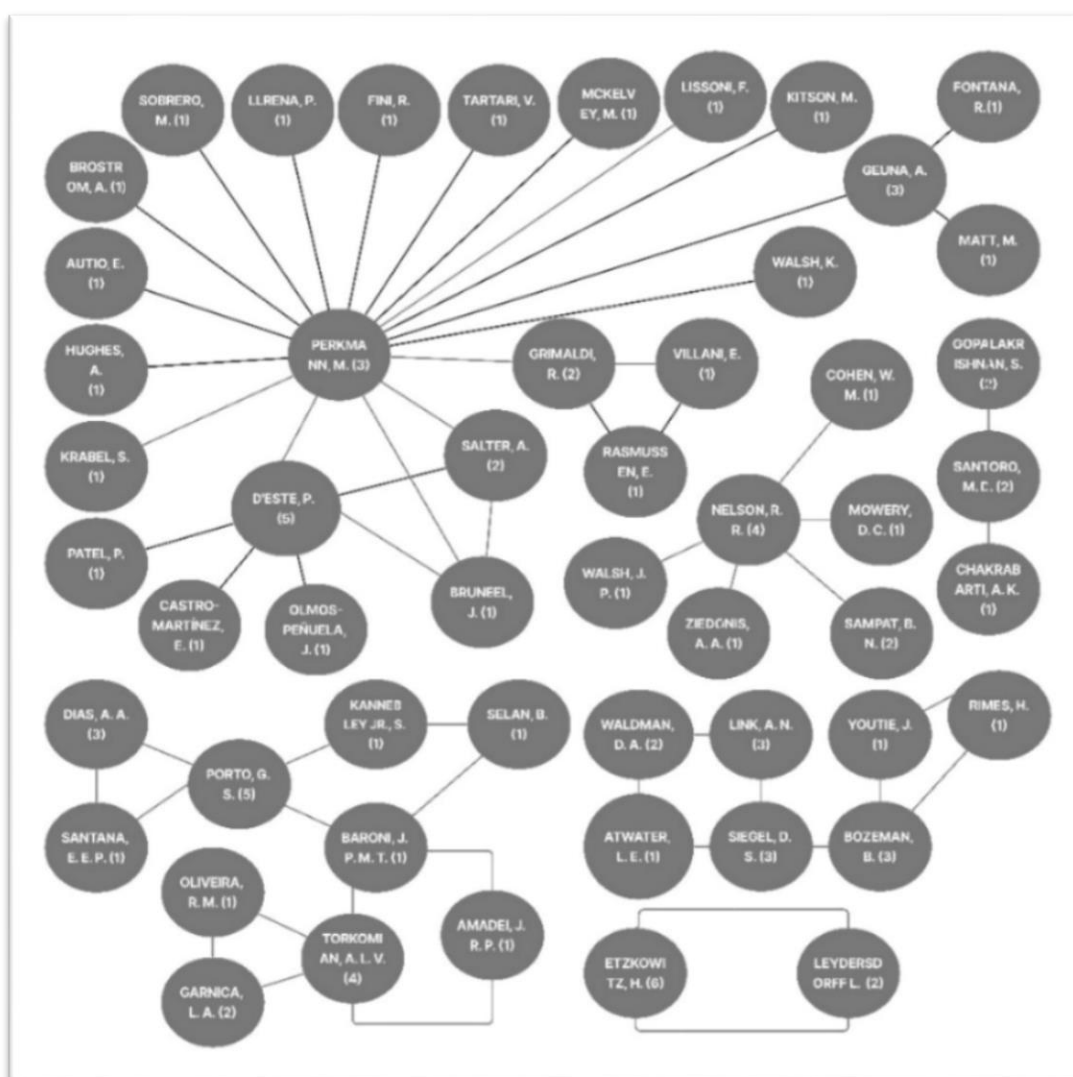 SOBRERO,
M. (1)
LLRENA, P.
(1)
FINI, R.
(1)
TARTARI, V.
(1)
MCKELV
EY, M. (1)
LISSONI, F.
(1)
KITSON, M.
(1)
FONTANA,
R.(1)
BROSTR
OM, A. (1)
GEUNA, A.
(3)
AUTIO, E.
(1)
WALSH, K.
(1)
MATT, M.
(1)
HUGHES,
A.
(1)
PERKMA
NN, M. (3)
GRIMALDI,
R. (2)
VILLANI, E.
(1)
COHEN, W.
M. (1)
GOPALAKR
ISHNAN, S.
(2)
KRABEL, S.
(1)
SALTER, A.
(2)
RASMUSS
EN, E.
(1)
SANTORO,
M. C. (2)
D'ESTE, P.
(5)
NELSON, R.
R. (4)
MOWERY,
D. C. (1)
PATEL, P.
(1)
BRUNEEL,
J. (1)
WALSH, J.
P. (1)
CHAKRAB
ARTI, A. K.
(1)
CASTRO-
MARTÍNEZ,
E. (1)
OLMOS-
PEÑUELA,
J. (1)
ZIEDONIS,
A. A. (1)
SAMPAT, B.
N. (2)
DIAS, A. A.
(3)
KANNEB
LEY JR., S.
(1)
SELAN, B.
(1)
WALDMAN,
D. A. (2)
LINK, A. N.
(3)
YOUTIE, J.
(1)
RIMES, H.
(1)
PORTO, G.
S. (5)
SANTANA,
E. E. P. (1)
BARONI, J.
P. M. T. (1)
ATWATER,
L. E. (1)
SIEGEL, D.
S. (3)
BOZEMAN,
B. (3)
OLIVEIRA,
R. M. (1)
TORKOMI
AN, A. L. V.
(4)
AMADEI, J.
R. P. (1)
GARNICA,
L. A. (2)
ETZKOWI
TZ, H. (6)
LEYDERSD
ORFF L. (2)